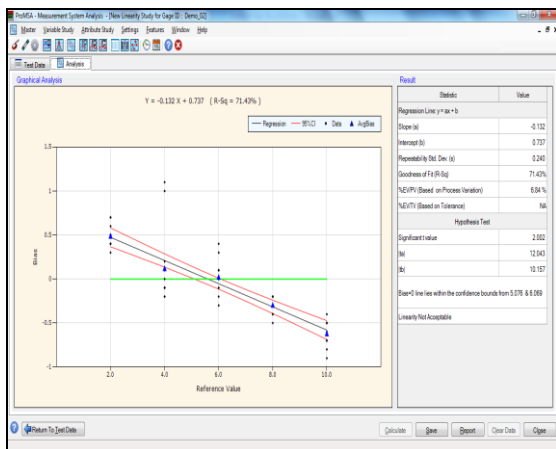 ProMSA - Measurement System Analysis - [New Linearity Study for Gage ID : Demo_02]
Master Variable Study Attribute Study Settings Features Window Help
Test Data Analysis
Graphical Analysis
Y = -0.132 X + 0.737 ( R-Sq = 71.43% )
Regression 95%CI Data AvgBias
1.5
1
0.5
0
-0.5
-1
Bias
2.0 4.0 6.0 8.0 10.0
Reference Value
Result
Statistic Value
Regression Line: y = ax + b
Slope (a) -0.132
Intercept (b) 0.737
Repeatability Std. Dev. (s) 0.240
Goodness of Fit (R-Sq) 71.43%
%EV/PV (Based on Process Variation) 6.84 %
%EV/TV (Based on Tolerance) NA
Hypothesis Test
Significant t value 2.002
|ta| 12.043
|tb| 10.157
Bias=0 line lies within the confidence bounds from 5.078 & 6.069
Linearity Not Acceptable
Return To Test Data Calculate Save Report Clear Data Close